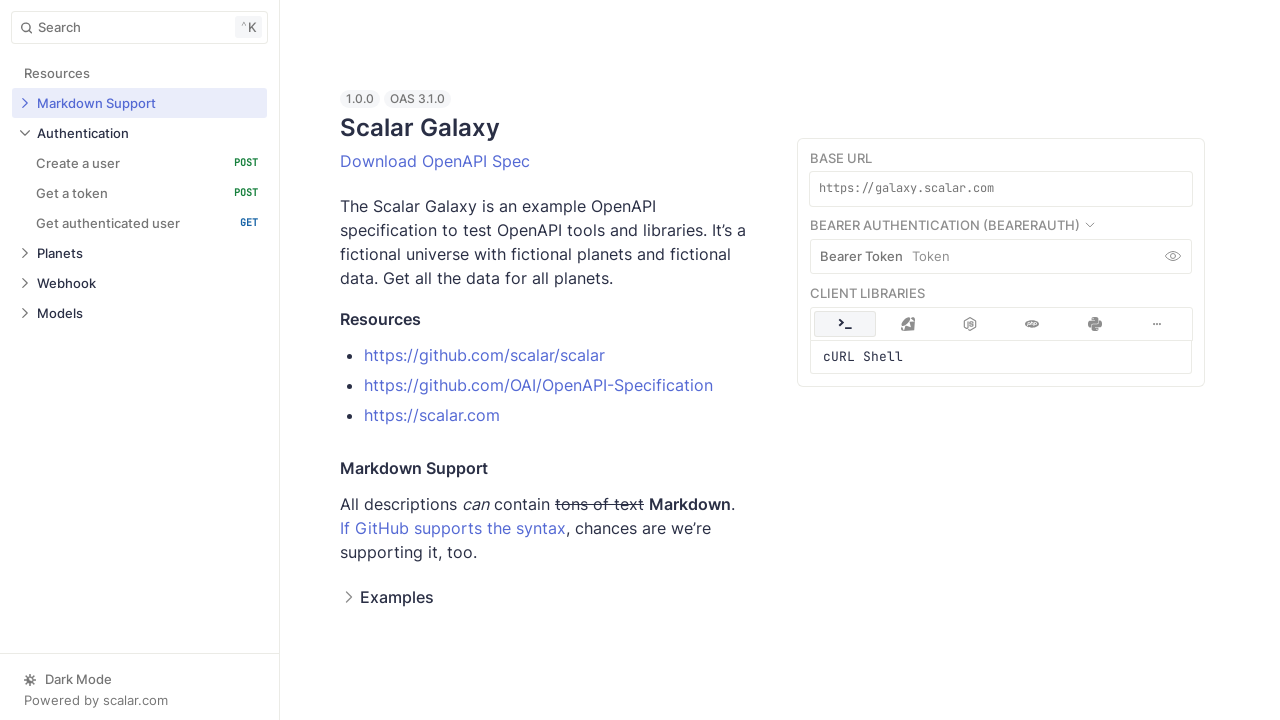 Search
⌃K
Resources
Markdown Support
Authentication
Create a user POST
Get a token POST
Get authenticated user GET
Planets
Webhook
Models
Dark Mode
Powered by scalar.com
1.0.0 OAS 3.1.0
Scalar Galaxy
Download OpenAPI Spec
The Scalar Galaxy is an example OpenAPI
specification to test OpenAPI tools and libraries. It’s a
fictional universe with fictional planets and fictional
data. Get all the data for all planets.
Resources
https://github.com/scalar/scalar
https://github.com/OAI/OpenAPI-Specification
https://scalar.com
Markdown Support
All descriptions can contain tons of text Markdown.
If GitHub supports the syntax, chances are we’re
supporting it, too.
Examples
BASE URL
https://galaxy.scalar.com
BEARER AUTHENTICATION (BEARERAUTH)
Bearer Token Token
CLIENT LIBRARIES
php
cURL Shell